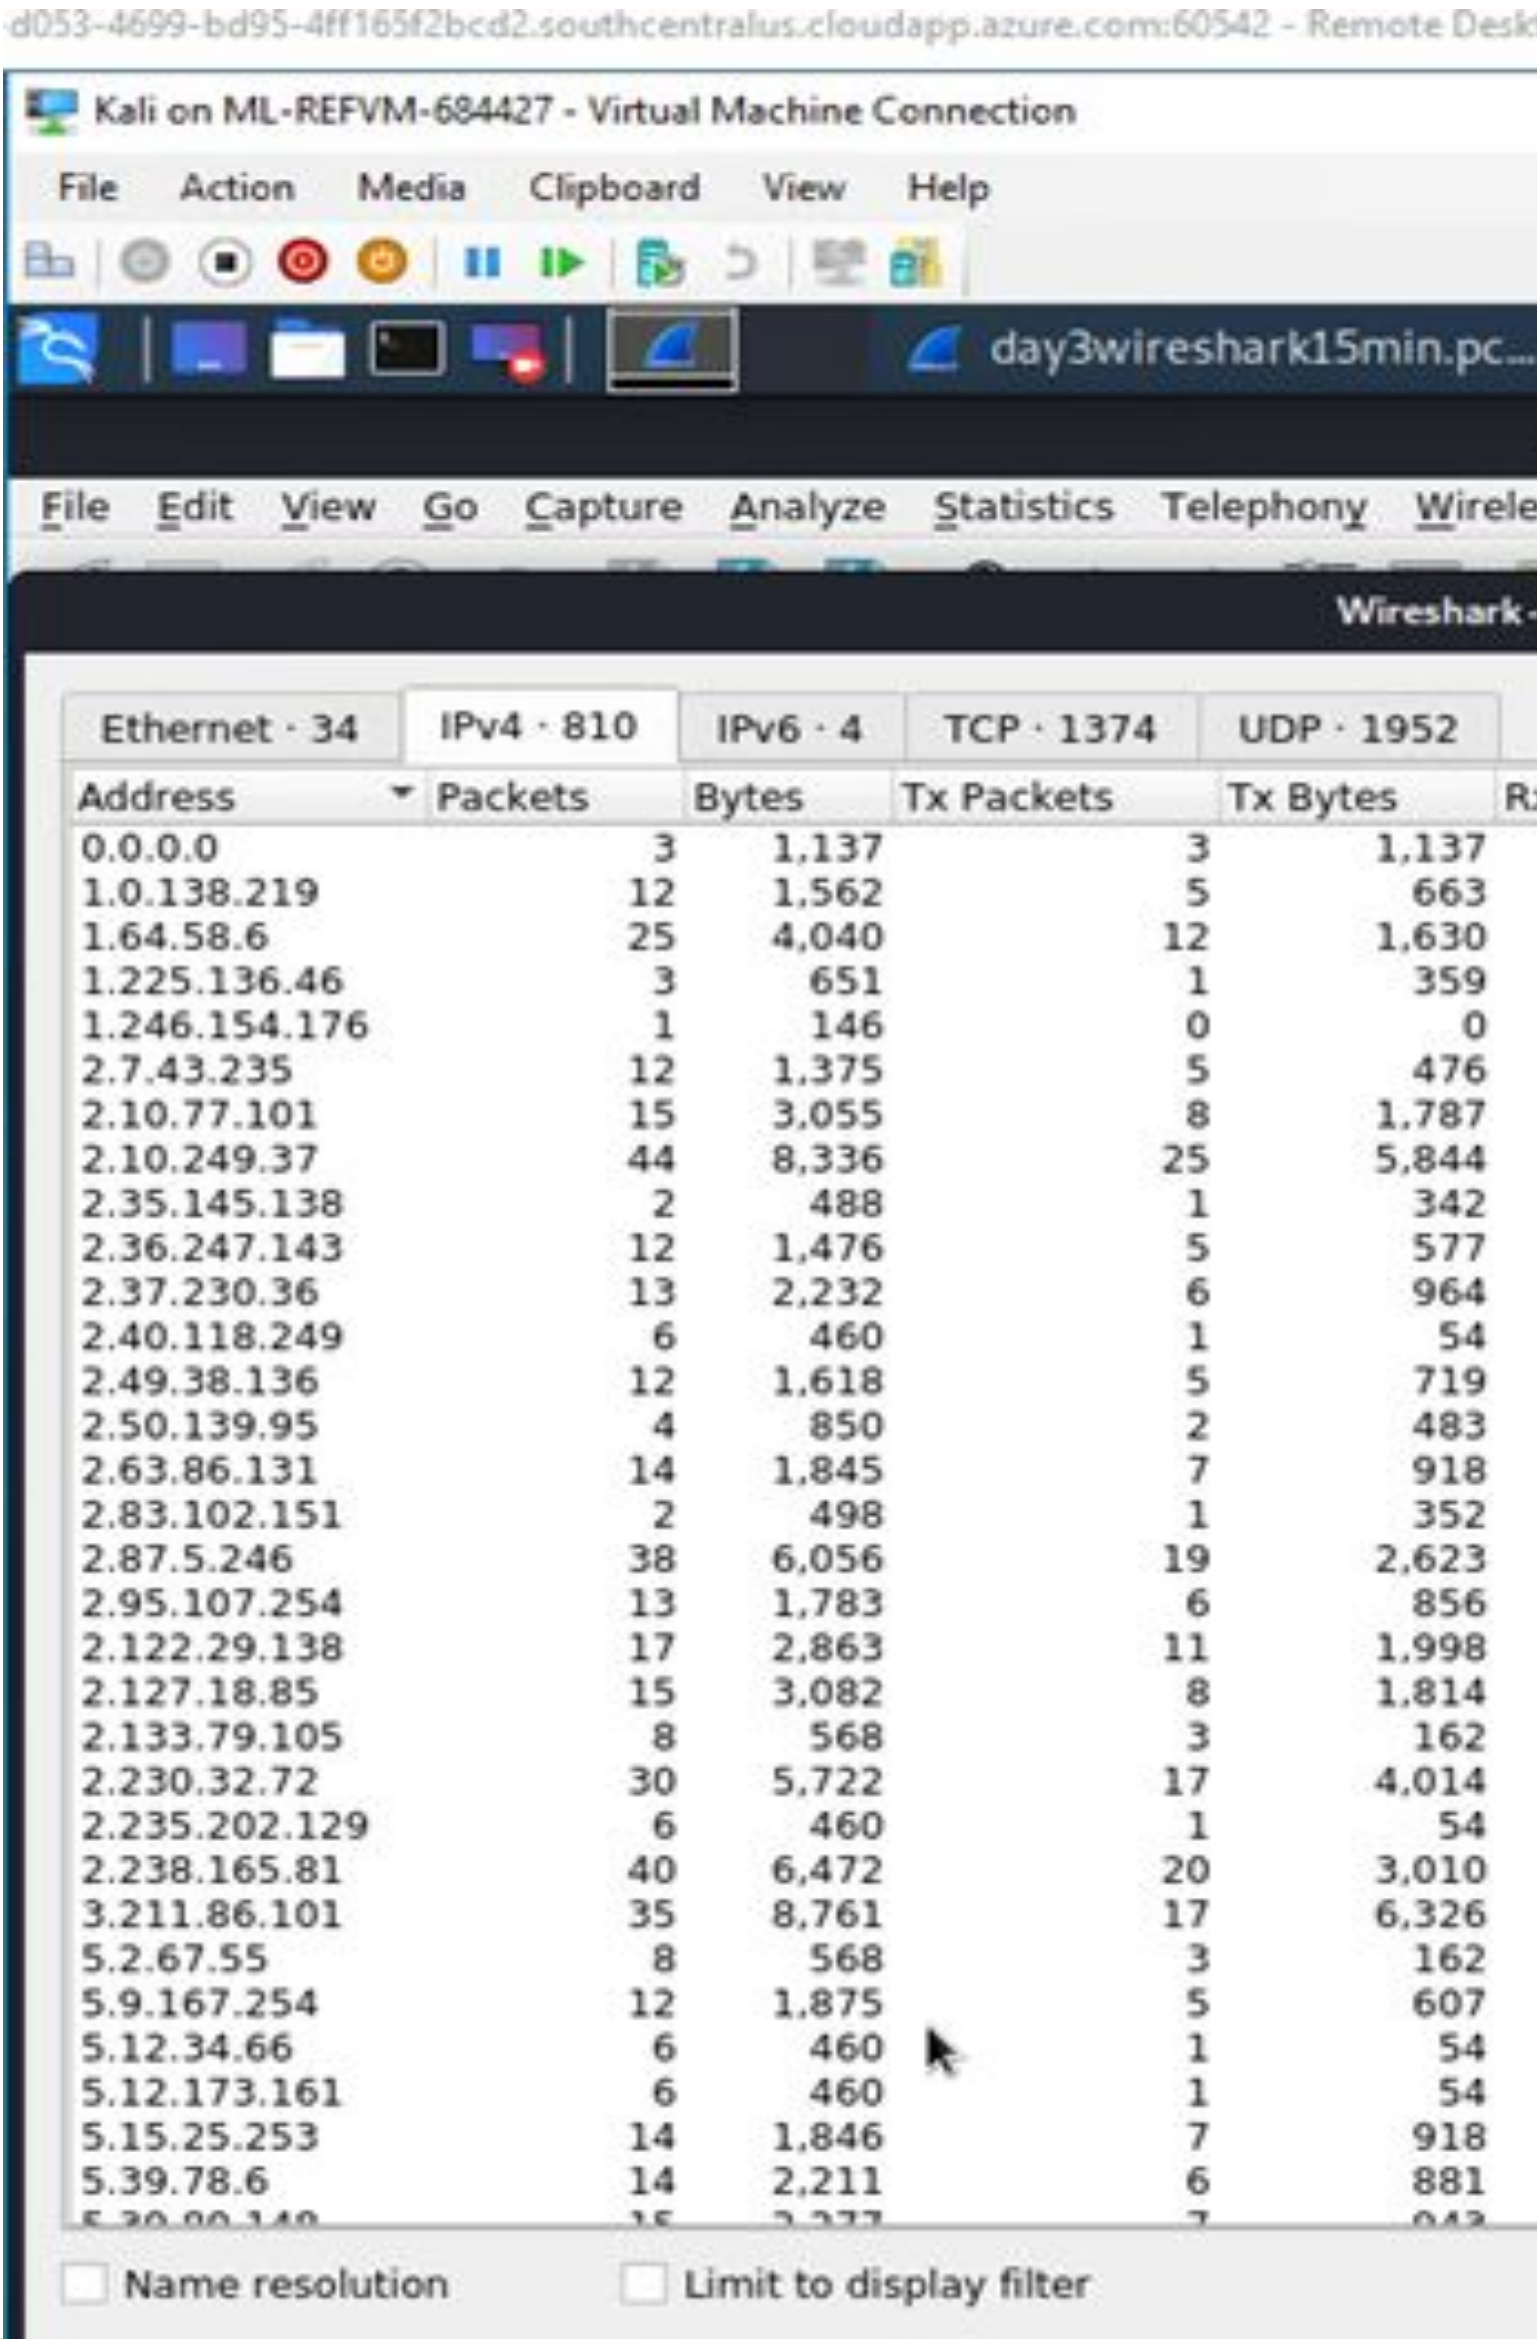 d053-4699-bd95-4ff165f2bcd2.southcentralus.cloudapp.azure.com:60542 - Remote Desk
Kali on ML-REFVM-684427 - Virtual Machine Connection
File Action Media Clipboard View Help
day3wireshark15min.pc...
File Edit View Go Capture Analyze Statistics Telephony Wirele
Wireshark -
Ethernet · 34 IPv4 · 810 IPv6 · 4 TCP · 1374 UDP · 1952
Address Packets Bytes Tx Packets Tx Bytes Rx
0.0.0.0 3 1,137 3 1,137
1.0.138.219 12 1,562 5 663
1.64.58.6 25 4,040 12 1,630
1.225.136.46 3 651 1 359
1.246.154.176 1 146 0 0
2.7.43.235 12 1,375 5 476
2.10.77.101 15 3,055 8 1,787
2.10.249.37 44 8,336 25 5,844
2.35.145.138 2 488 1 342
2.36.247.143 12 1,476 5 577
2.37.230.36 13 2,232 6 964
2.40.118.249 6 460 1 54
2.49.38.136 12 1,618 5 719
2.50.139.95 4 850 2 483
2.63.86.131 14 1,845 7 918
2.83.102.151 2 498 1 352
2.87.5.246 38 6,056 19 2,623
2.95.107.254 13 1,783 6 856
2.122.29.138 17 2,863 11 1,998
2.127.18.85 15 3,082 8 1,814
2.133.79.105 8 568 3 162
2.230.32.72 30 5,722 17 4,014
2.235.202.129 6 460 1 54
2.238.165.81 40 6,472 20 3,010
3.211.86.101 35 8,761 17 6,326
5.2.67.55 8 568 3 162
5.9.167.254 12 1,875 5 607
5.12.34.66 6 460 1 54
5.12.173.161 6 460 1 54
5.15.25.253 14 1,846 7 918
5.39.78.6 14 2,211 6 881
Name resolution Limit to display filter